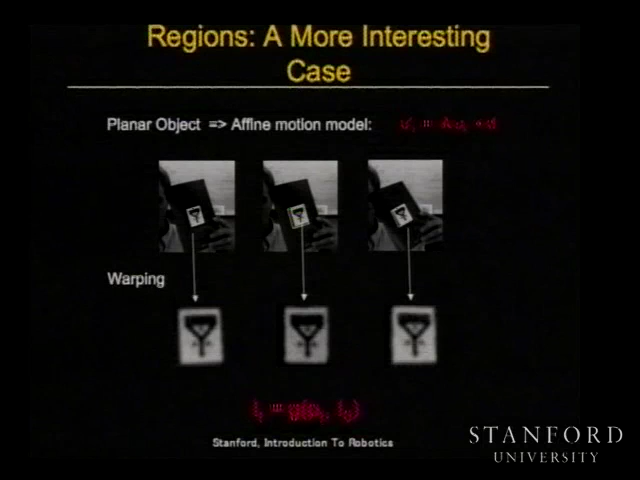 Regions: A More Interesting
Case
Planar Object => Affine motion model:
Warping
Stanford, Introduction To Robotics
STANFORD
UNIVERSITY